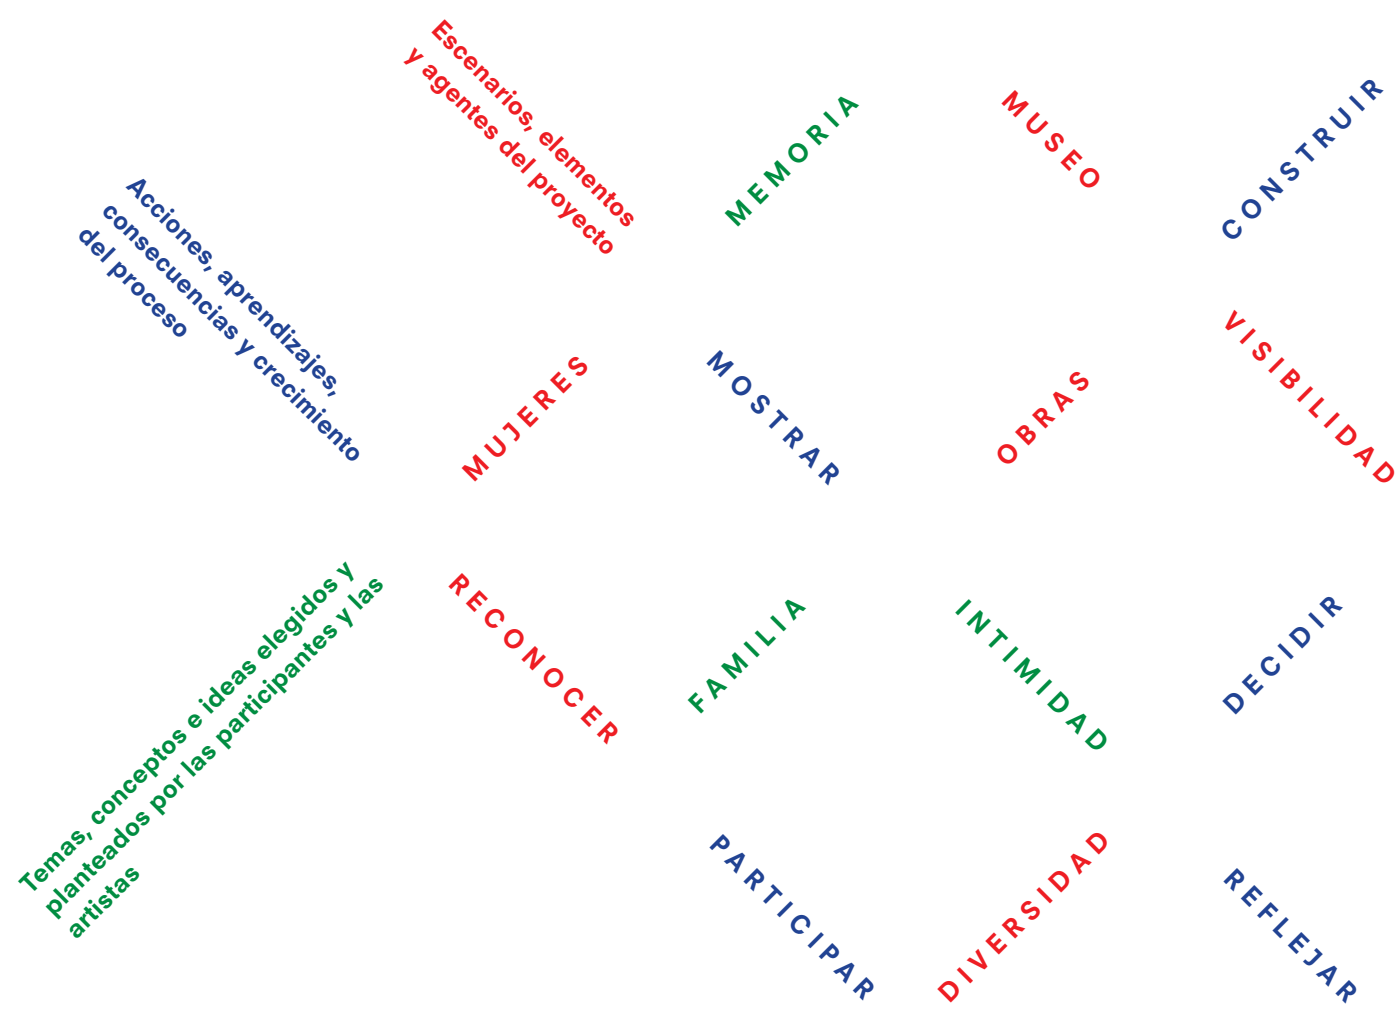 Escenarios, elementos
y agentes del proyecto
MEMORIA
MUSEO
CONSTRUIR
Acciones, aprendizajes,
consecuencias y crecimiento
del proceso
MUJERES
MOSTRAR
OBRAS
VISIBILIDAD
Temas, conceptos e ideas elegidos y
planteados por las participantes y las
artistas
RECONOCER
FAMILIA
INTIMIDAD
DECIDIR
PARTICIPAR
DIVERSIDAD
REFLEJAR